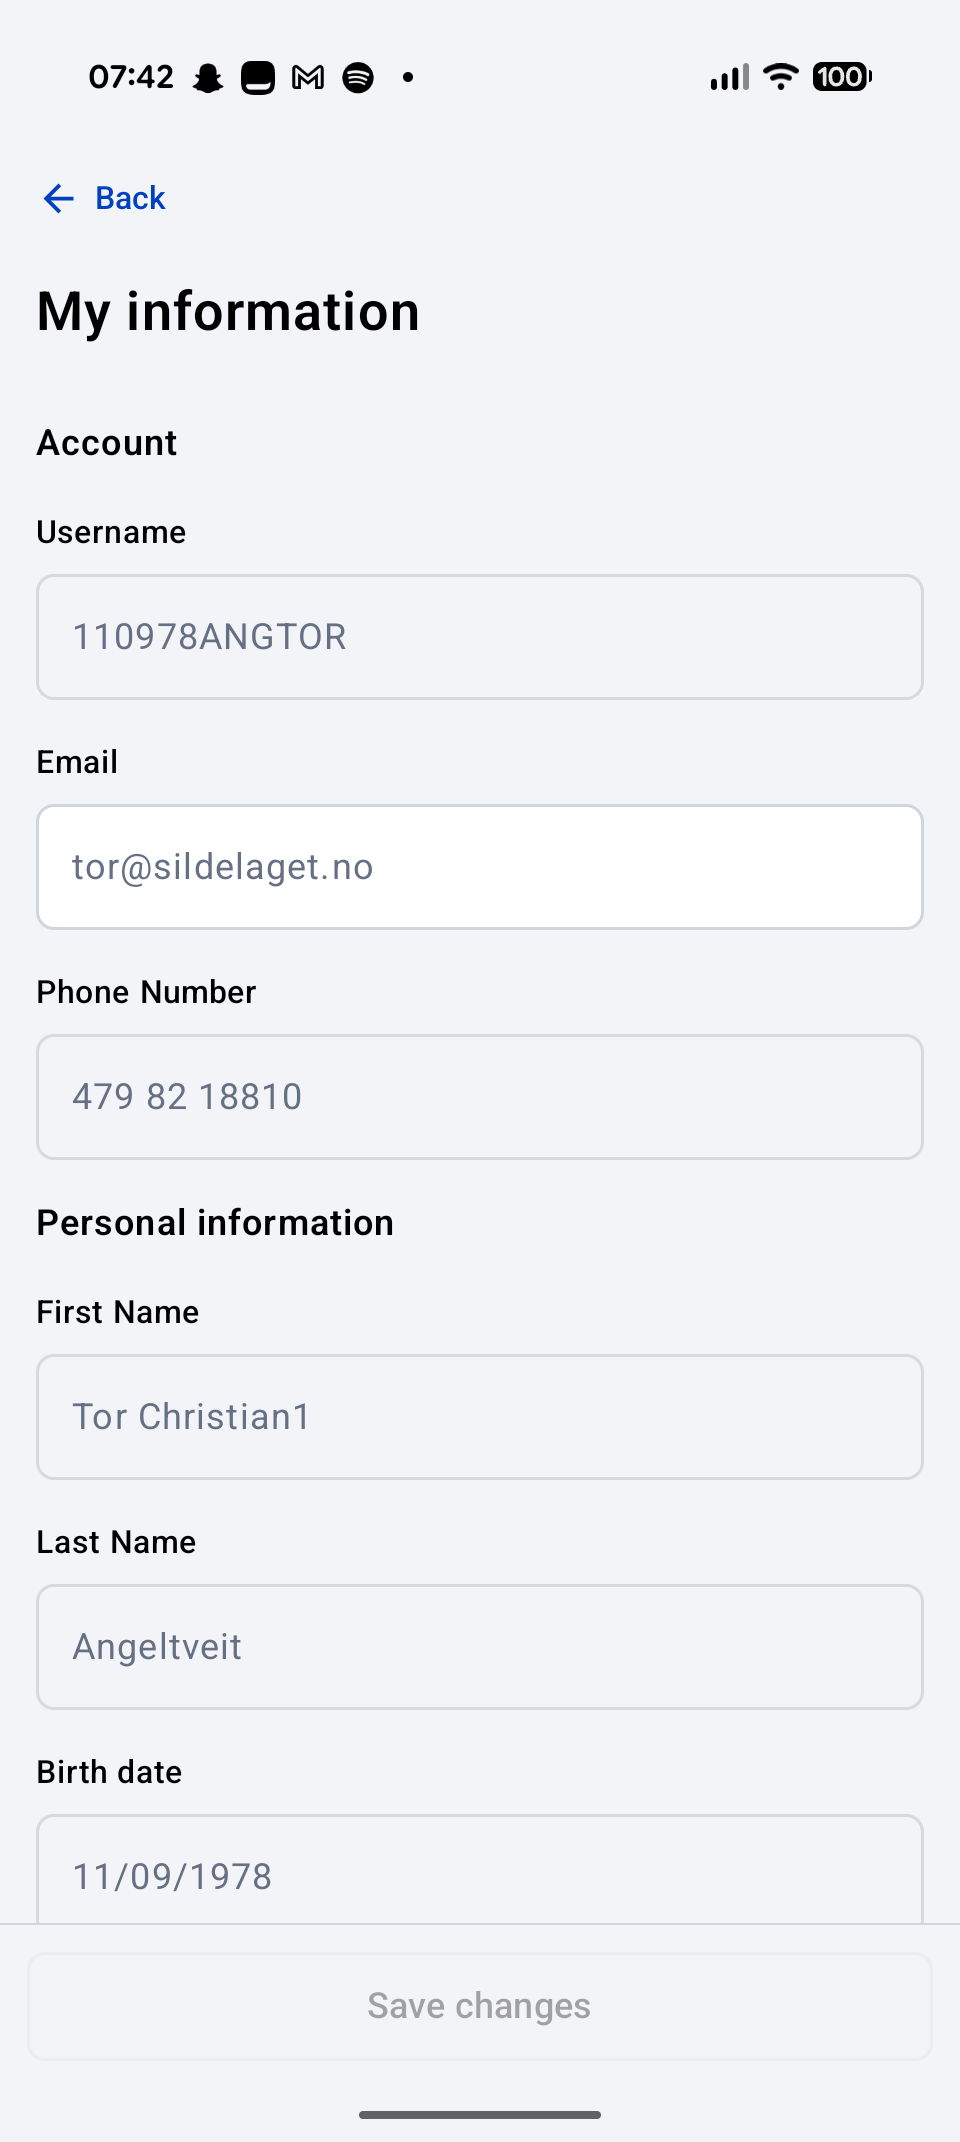 07:42
100
Back
My information
Account
Username
110978ANGTOR
Email
tor@sildelaget.no
Phone Number
479 82 18810
Personal information
First Name
Tor Christian1
Last Name
Angeltveit
Birth date
11/09/1978
Save changes